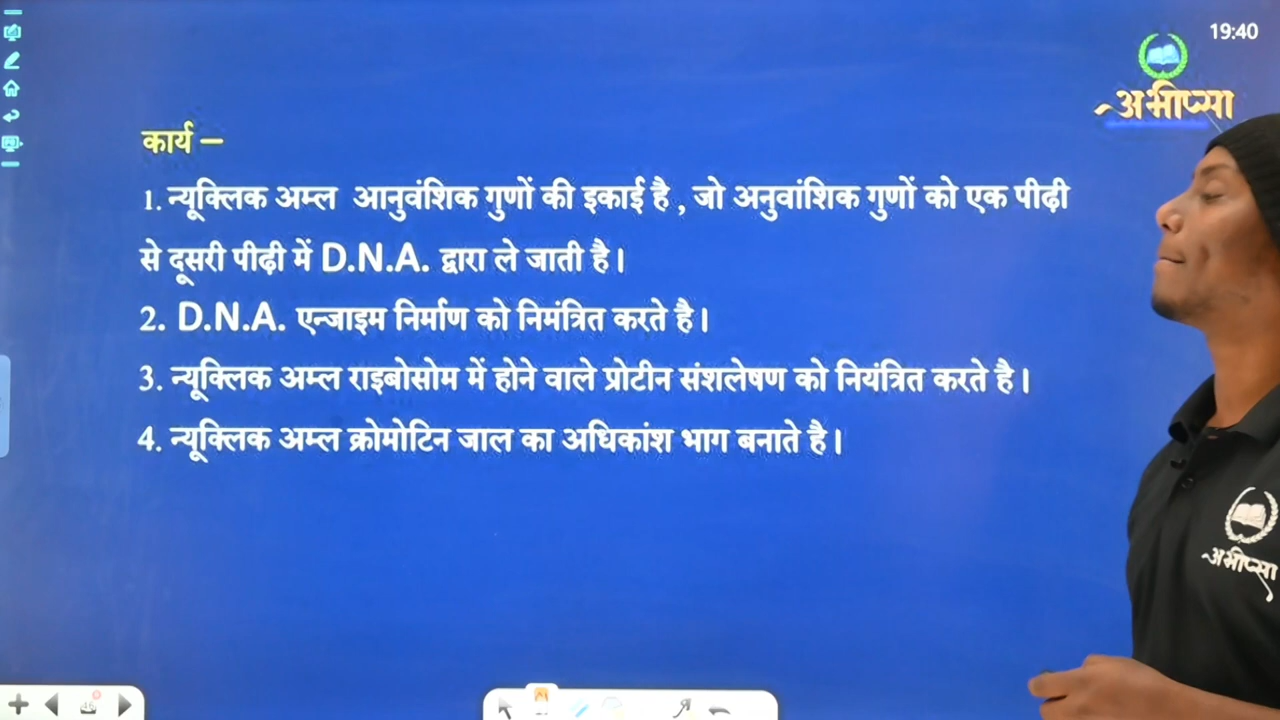 19:40
अभीप्सा
कार्य –
1. न्यूक्लिक अम्ल आनुवंशिक गुणों की इकाई है , जो अनुवांशिक गुणों को एक पीढ़ी
से दूसरी पीढ़ी में D.N.A. द्वारा ले जाती है।
2. D.N.A. एन्जाइम निर्माण को निमंत्रित करते है।
3. न्यूक्लिक अम्ल राइबोसोम में होने वाले प्रोटीन संशलेषण को नियंत्रित करते है।
4. न्यूक्लिक अम्ल क्रोमोटिन जाल का अधिकांश भाग बनाते है।
अभीप्सा
46